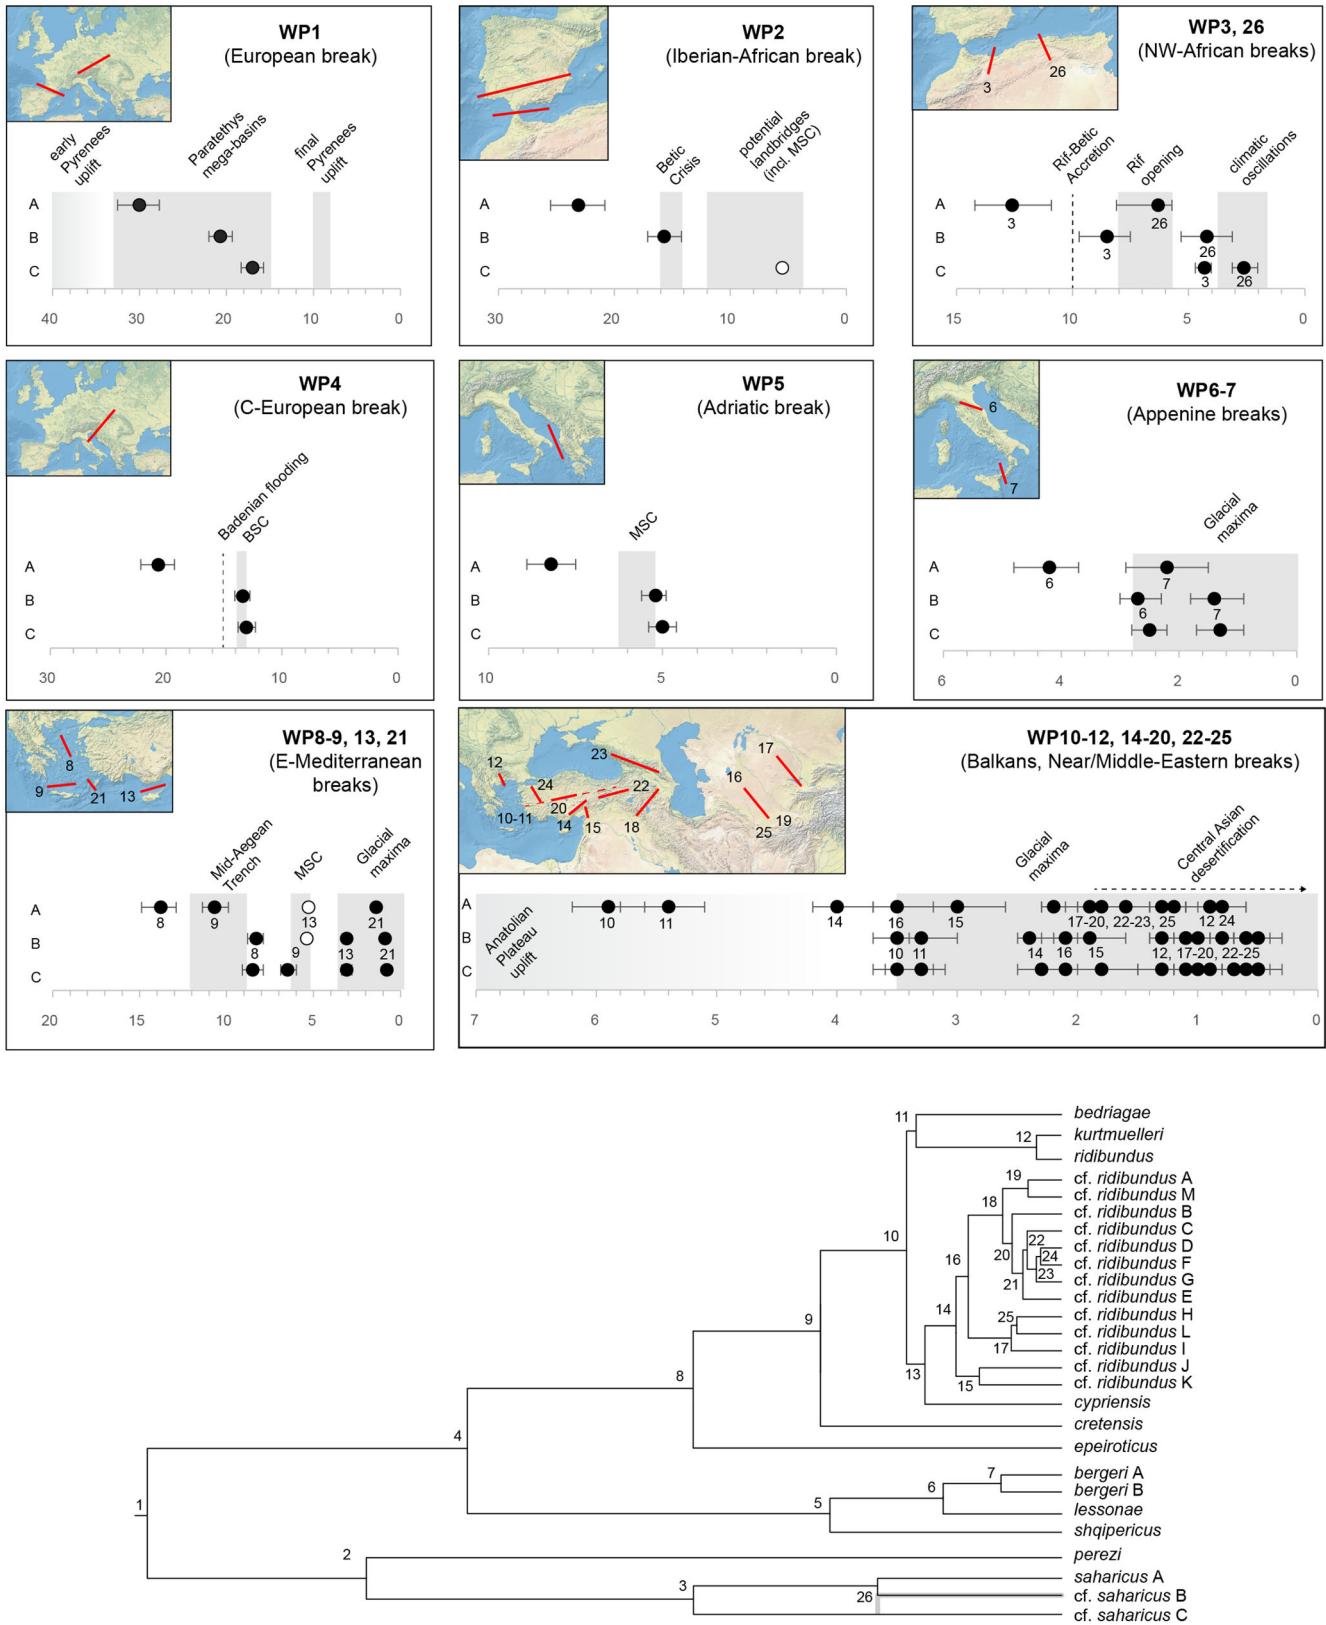 WP1
(European break)
early
Pyrenees
uplift
Paratethys
mega-basins
final
Pyrenees
uplift
A
B
C
40 30 20 10 0
WP2
(Iberian-African break)
Betic
Crisis
potential
landbridges
(incl. MSC)
A
B
C
30 20 10 0
WP3, 26
(NW-African breaks)
3 26
Rif-Betic
Accretion
Rif
opening
climatic
oscillations
A
3 26
B
3 26
C
3 26
15 10 5 0
WP4
(C-European break)
Badenian flooding
BSC
A
B
C
30 20 10 0
WP5
(Adriatic break)
MSC
A
B
C
10 5 0
WP6-7
(Appenine breaks)
6
7
Glacial
maxima
A
6 7
B
6 7
C
6 4 2 0
WP8-9, 13, 21
(E-Mediterranean
breaks)
8
9 21 13
Mid-Aegean
Trench
MSC
Glacial
maxima
A
8 9 13 21
B
8 9 13 21
C
20 15 10 5 0
WP10-12, 14-20, 22-25
(Balkans, Near/Middle-Eastern breaks)
12 23 17
16
24 22
20
10-11 14 15 18 19
25
Anatolian
Plateau
uplift
Glacial
maxima
Central Asian
desertification
A
10 11 14 16 15 17-20, 22-23, 25 12 24
B
10 11 14 16 15 12, 17-20, 22-25
C
7 6 5 4 3 2 1 0
11 bedriagae
12 kurtmuelleri
ridibundus
19 cf. ridibundus A
cf. ridibundus M
18 cf. ridibundus B
cf. ridibundus C
10 22 cf. ridibundus D
16 20 24 cf. ridibundus F
21 23 cf. ridibundus G
cf. ridibundus E
14 25 cf. ridibundus H
9 cf. ridibundus L
17 cf. ridibundus I
13 cf. ridibundus J
8 15 cf. ridibundus K
cypriensis
cretensis
4 epeiroticus
7 bergeri A
6 bergeri B
5 lessonae
1 shqipericus
2 perezi
3 saharicus A
26 cf. saharicus B
cf. saharicus C